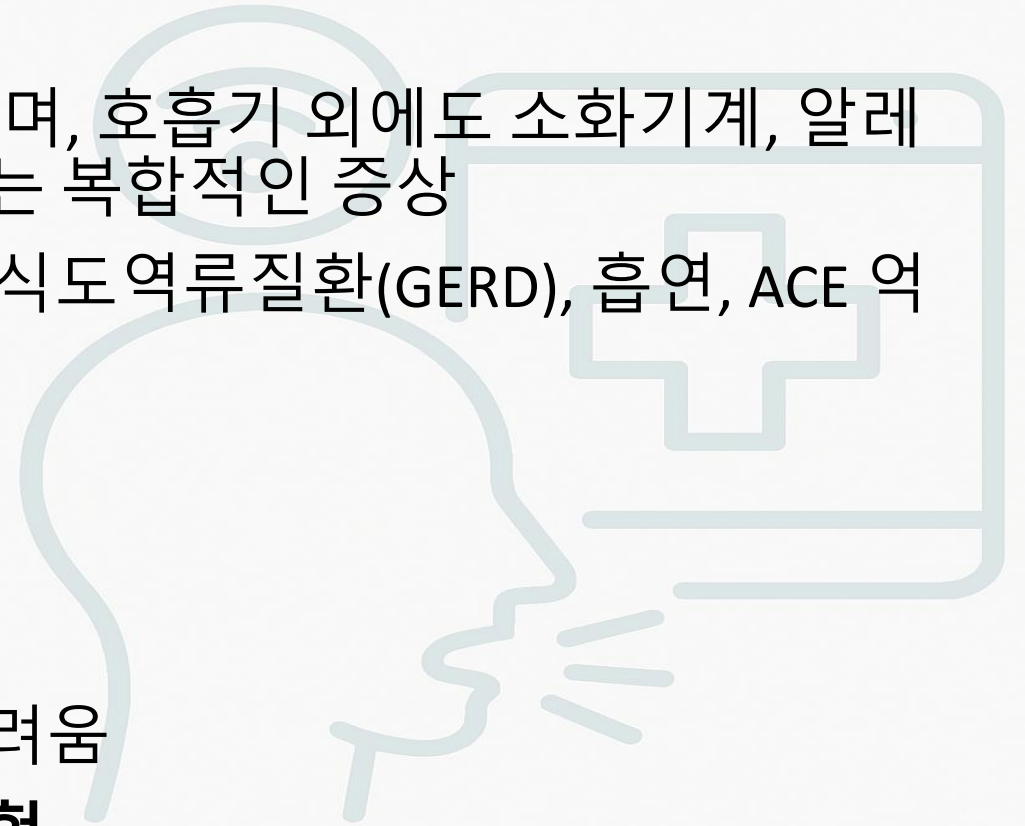 며, 호흡기 외에도 소화기계, 알레
는 복합적인 증상
식도역류질환(GERD), 흡연, ACE 억
려움